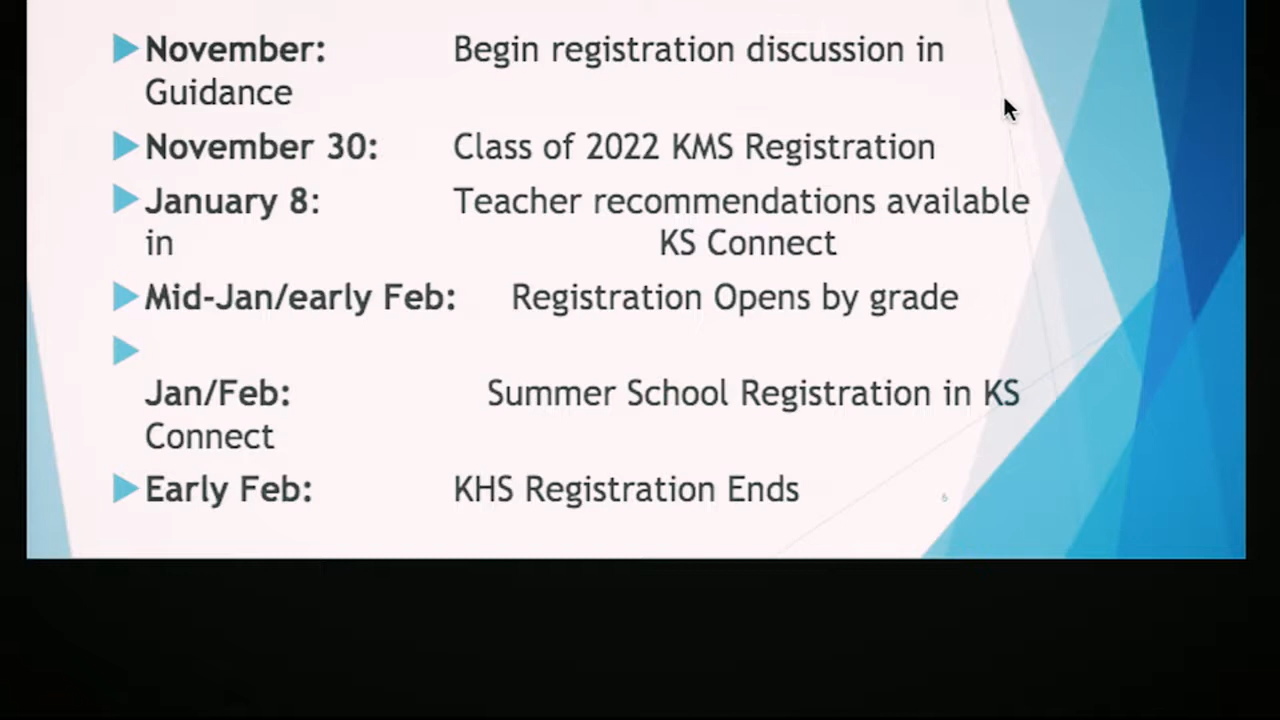 November: Begin registration discussion in
Guidance
November 30: Class of 2022 KMS Registration
January 8: Teacher recommendations available
in KS Connect
Mid-Jan/early Feb: Registration Opens by grade
Jan/Feb: Summer School Registration in KS
Connect
Early Feb: KHS Registration Ends
6